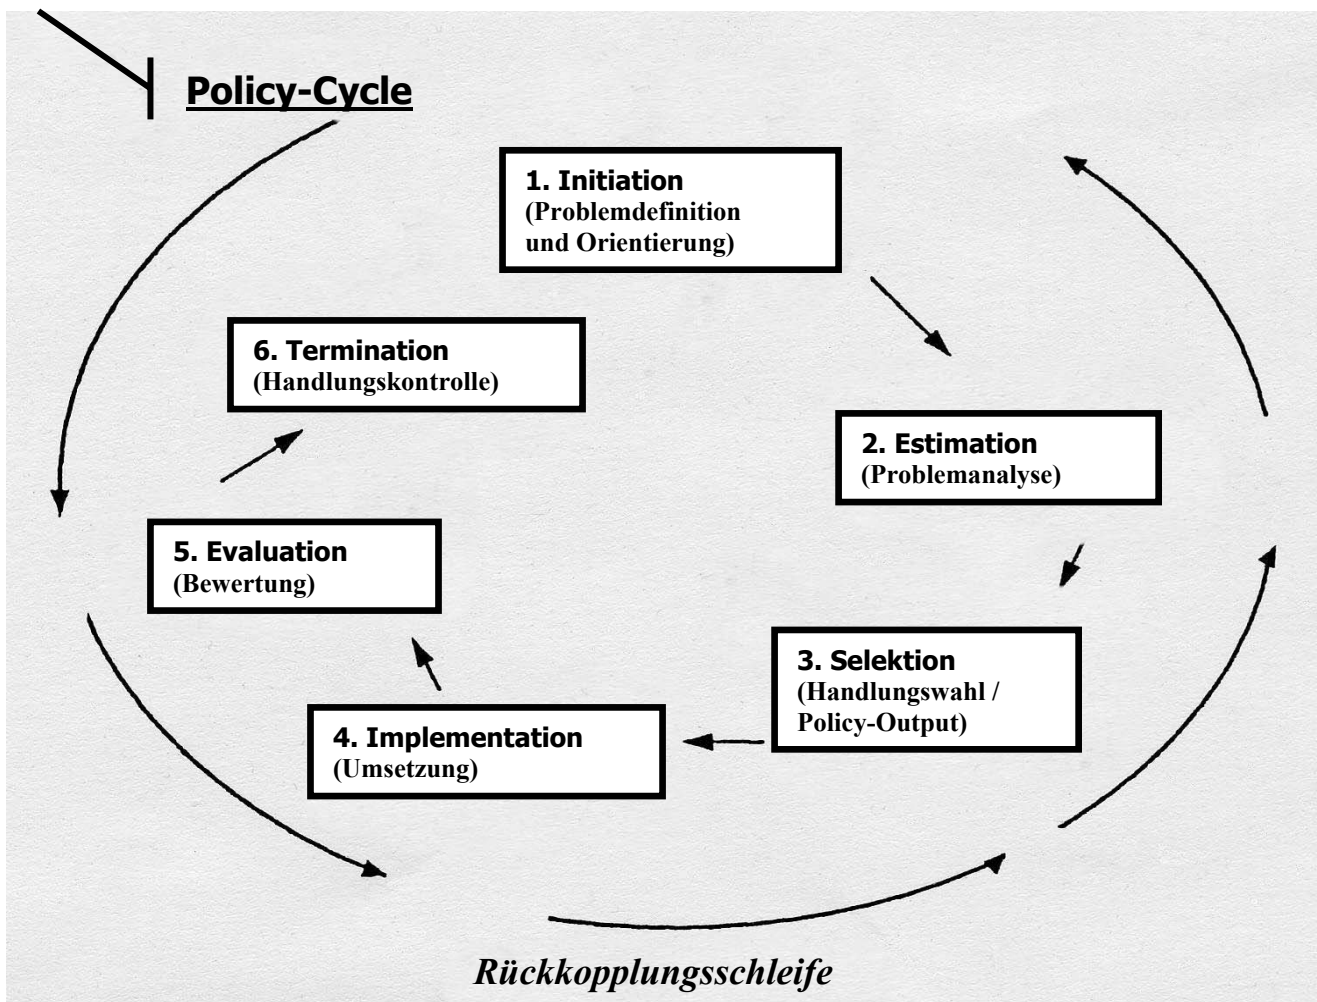 Policy-Cycle
1. Initiation
(Problemdefinition
und Orientierung)
2. Estimation
(Problemanalyse)
3. Selektion
(Handlungswahl /
Policy-Output)
4. Implementation
(Umsetzung)
5. Evaluation
(Bewertung)
6. Termination
(Handlungskontrolle)
Rückkopplungsschleife